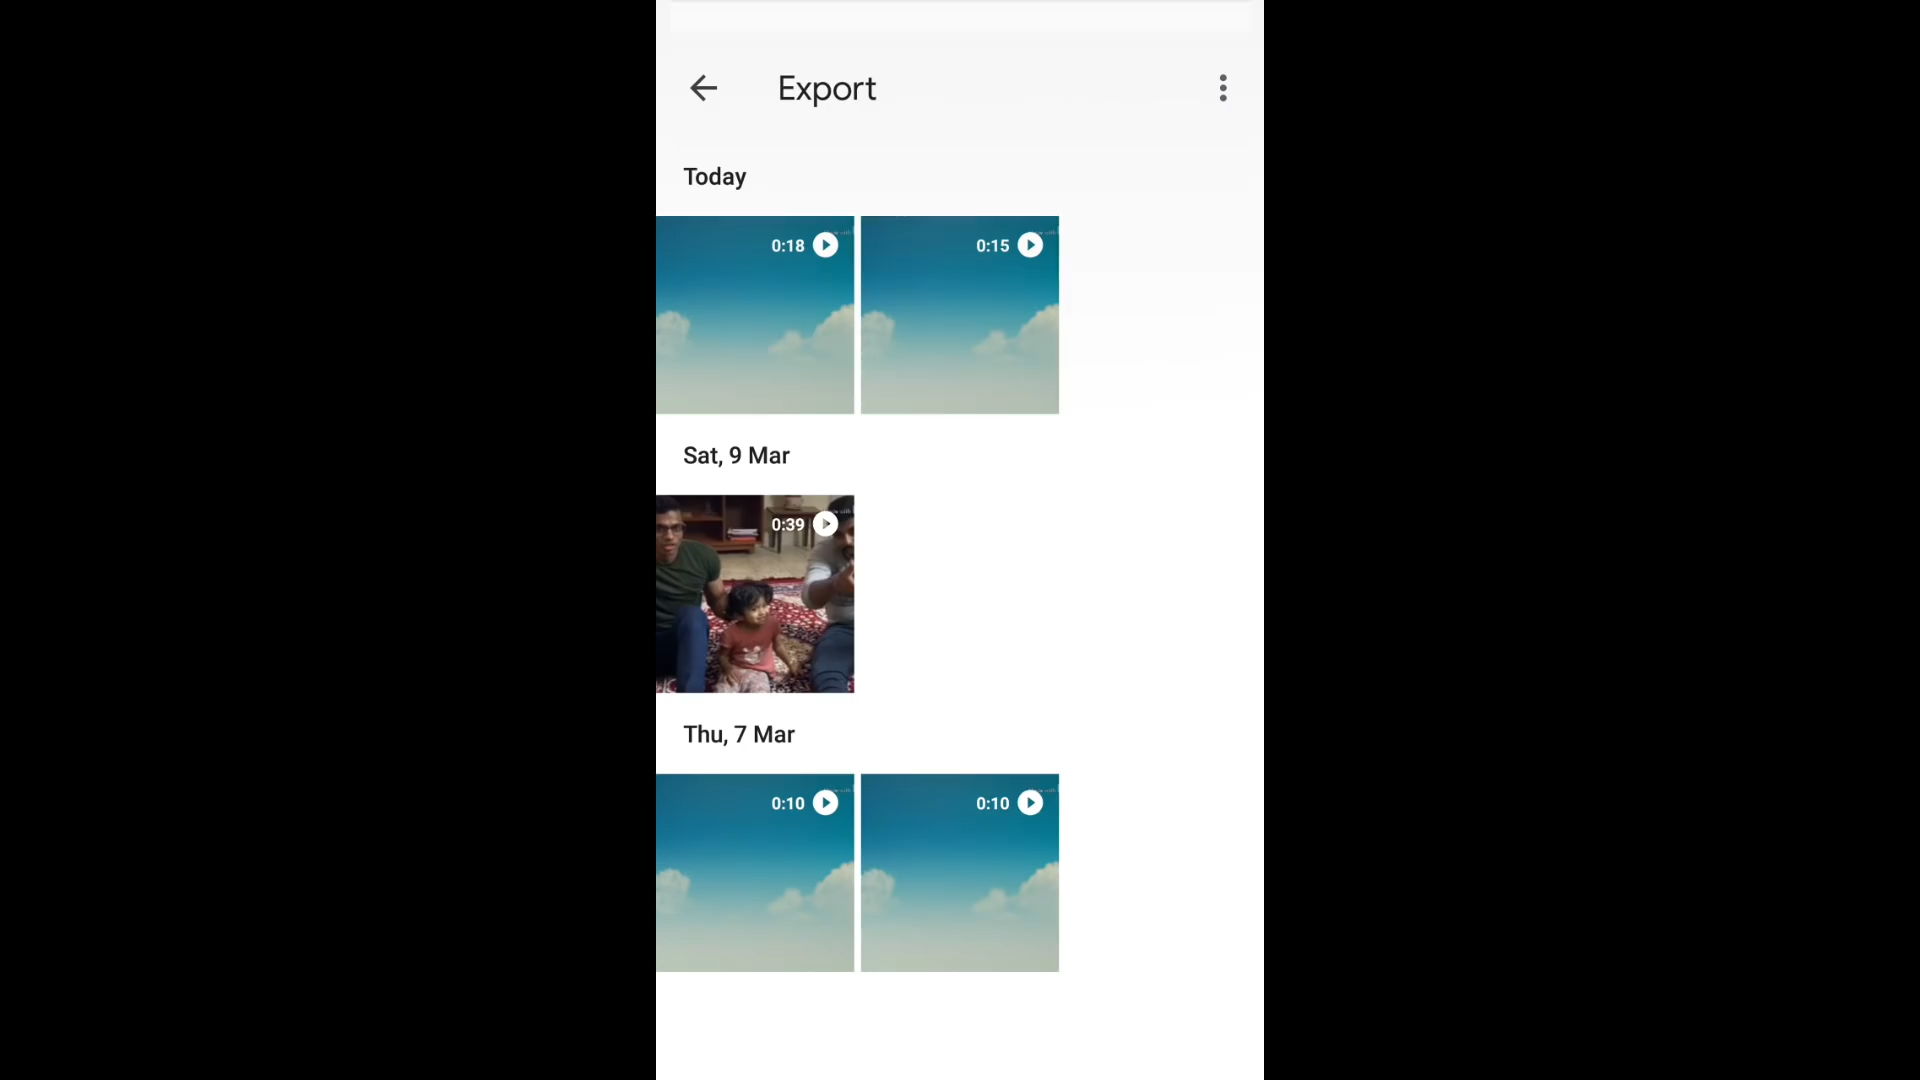 Export
Today
0:18
0:15
Sat, 9 Mar
0:39
Thu, 7 Mar
0:10
0:10